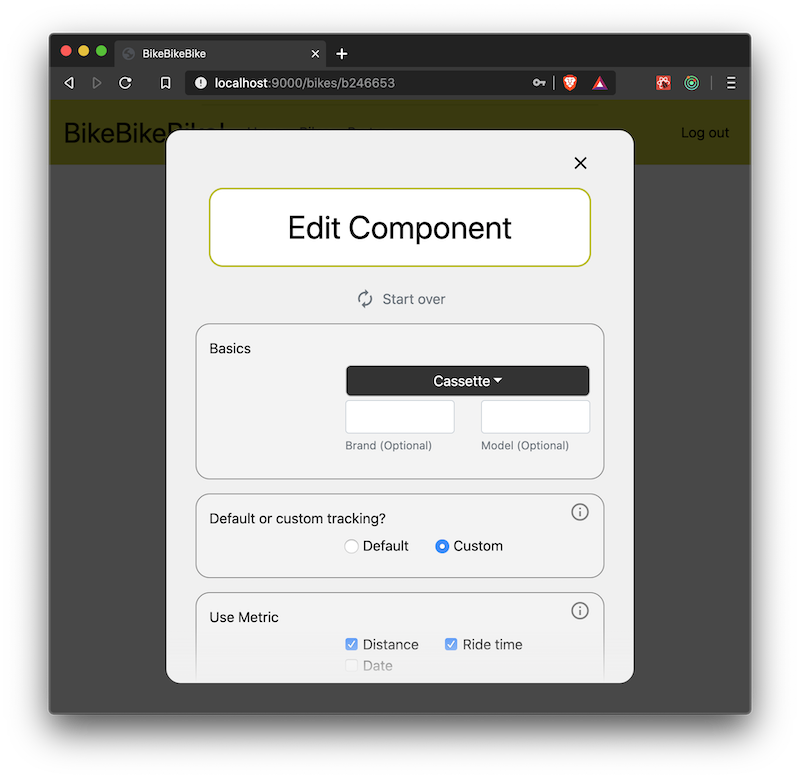 BikeBikeBike
localhost:9000/bikes/b246653
BikeBikeBike!
Log out
Edit Component
Start over
Basics
Cassette
Brand (Optional)
Model (Optional)
Default or custom tracking?
Default
Custom
Use Metric
Distance
Ride time
Date